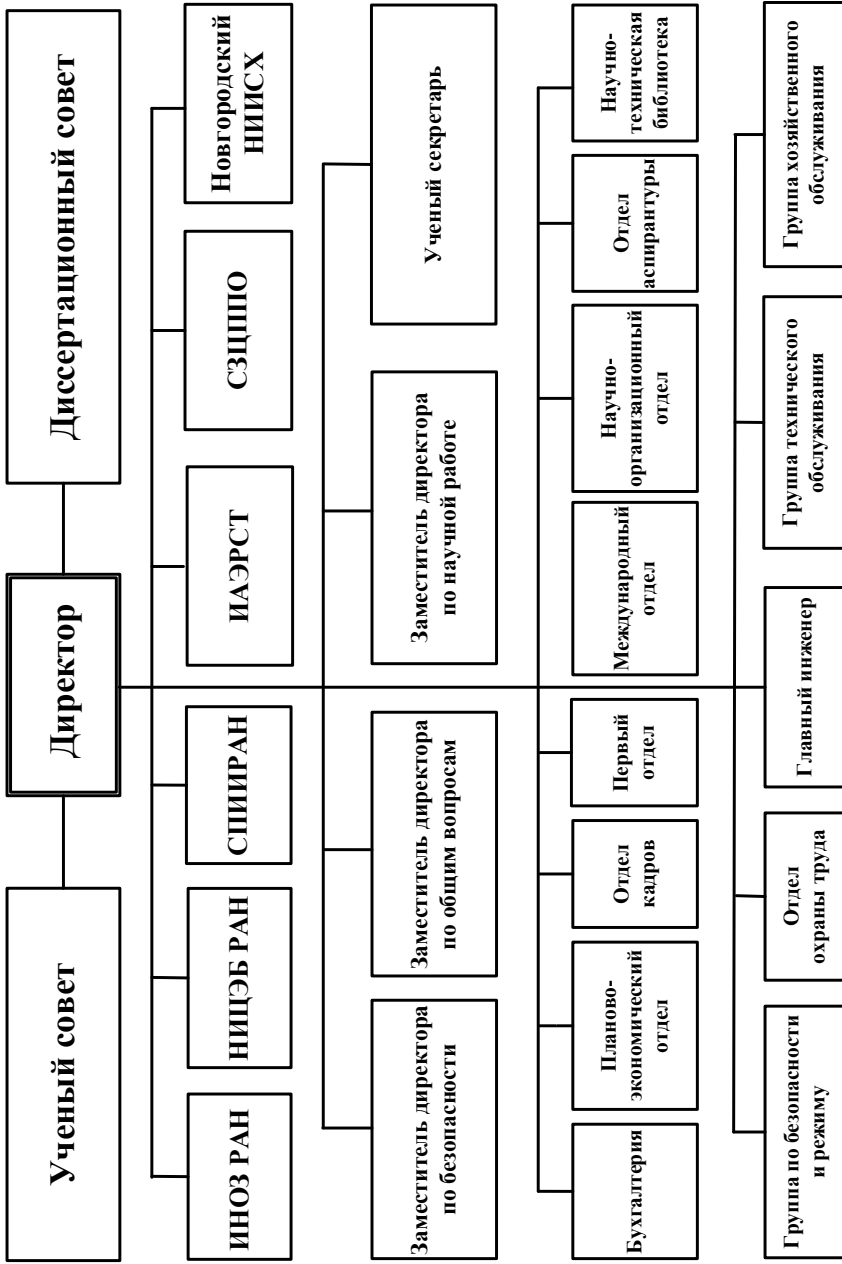 Ученый совет
Директор
Диссертационный совет
ИНОЗ РАН
НИЦЭБ РАН
СПИИРАН
ИАЭРСТ
СЗЦППО
Новгородский
НИИСХ
Заместитель директора
по безопасности
Заместитель директора
по общим вопросам
Заместитель директора
по научной работе
Ученый секретарь
Бухгалтерия
Планово-
экономический
отдел
Отдел
кадров
Первый
отдел
Международный
отдел
Научно-
организационный
отдел
Отдел
аспирантуры
Научно-
техническая
библиотека
Группа по безопасности
и режиму
Отдел
охраны труда
Главный инженер
Группа технического
обслуживания
Группа хозяйственного
обслуживания